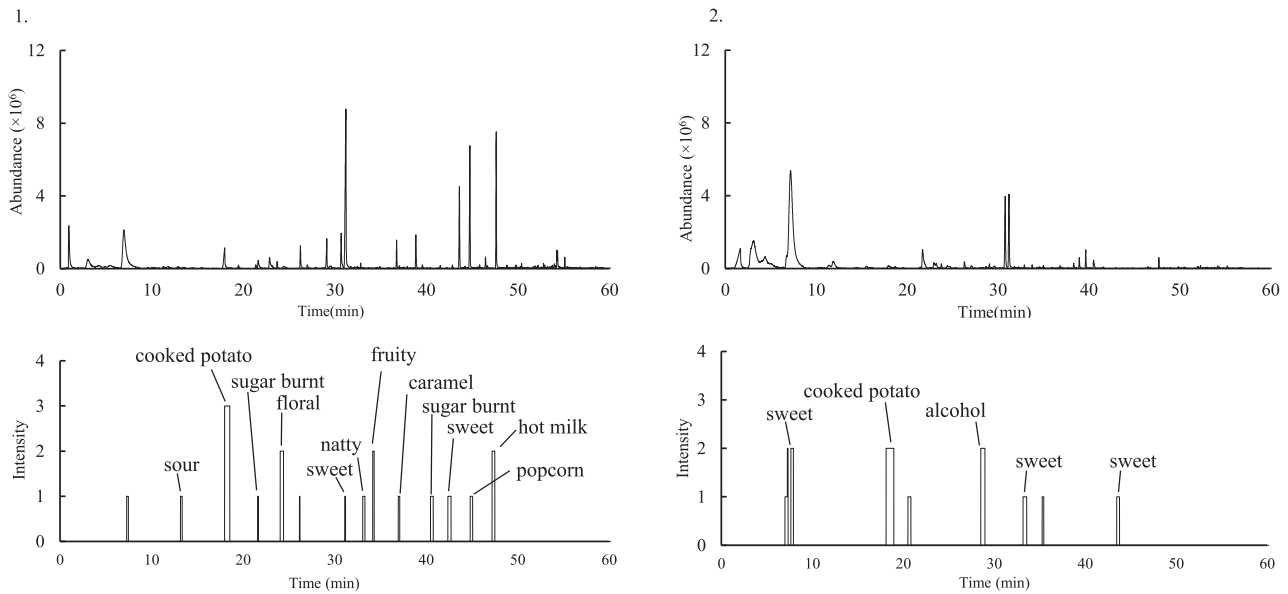 1.
12
8
4
0
Abundance (×10⁶)
0 10 20 30 40 50 60
Time(min)
2.
12
8
4
0
Abundance (×10⁶)
0 10 20 30 40 50 60
Time(min)
4
3
2
1
0
Intensity
cooked potato
fruity
sugar burnt
caramel
floral
sugar burnt
sweet
natty
hot milk
sour
sweet
popcorn
0 10 20 30 40 50 60
Time (min)
4
3
2
1
0
Intensity
cooked potato
sweet
alcohol
sweet
sweet
0 10 20 30 40 50 60
Time (min)